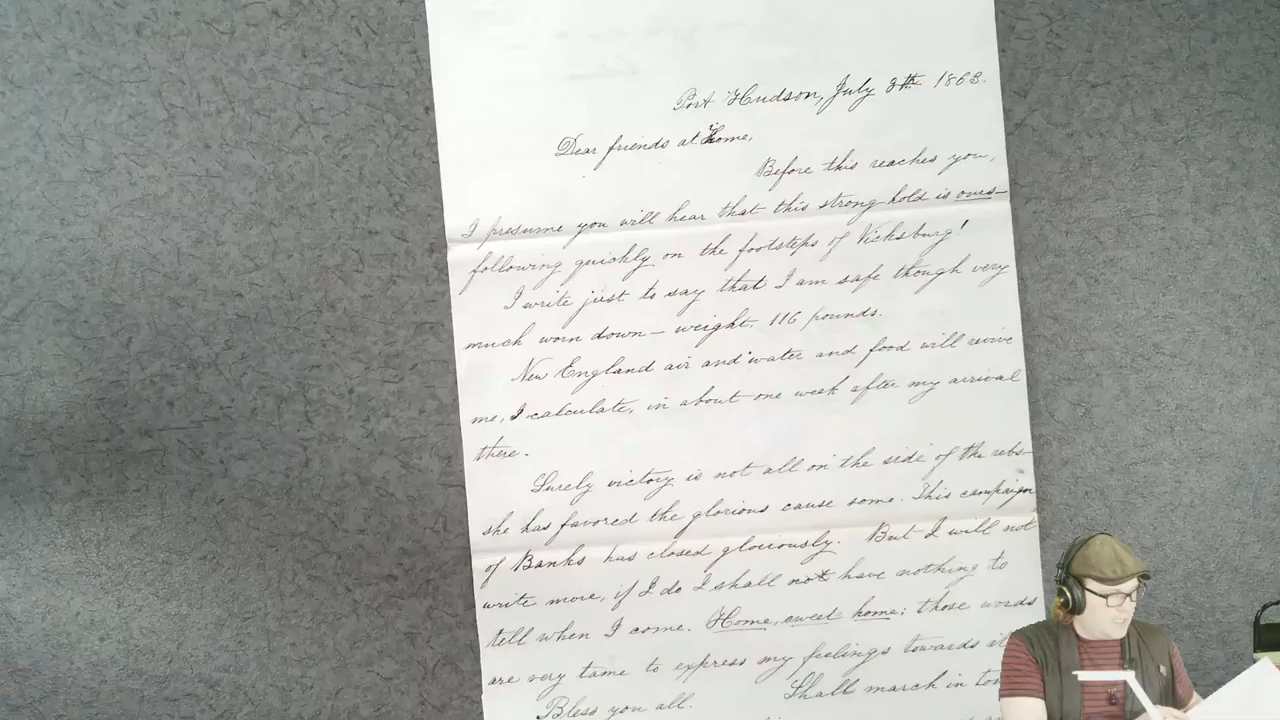 Port Hudson, July 8th 1863.
Dear friends at Home,
Before this reaches you,
I presume you will hear that this strong-hold is ours—
following quickly on the footsteps of Vicksburg!
I write just to say that I am safe though very
much worn down — weight. 116 pounds.
New England air and water and food will revive
me, I calculate, in about one week after my arrival
there.
Surely victory is not all on the side of the rebs—
she has favored the glorious cause some. This campaign
of Banks has closed gloriously. But I will not
write more, if I do I shall not have nothing to
tell when I come. Home, sweet home; those words
are very tame to express my feelings towards it
Bless you all. Shall march in